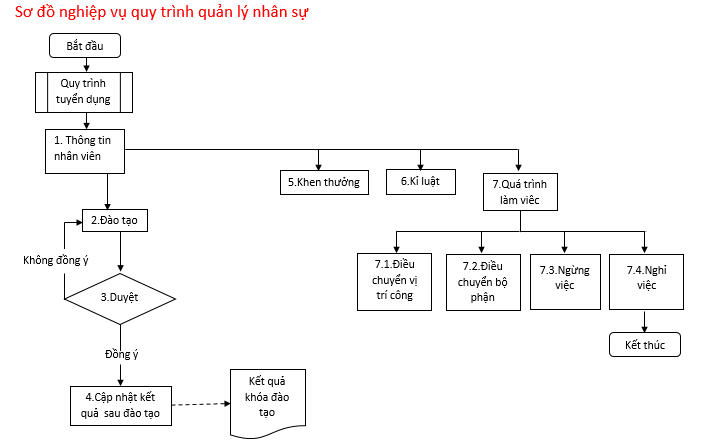 Sơ đồ nghiệp vụ quy trình quản lý nhân sự
Bắt đầu
Quy trình
tuyển dụng
1. Thông tin
nhân viên
5.Khen thưởng
6.Kỉ luật
7.Quá trình
làm viêc
2.Đào tạo
Không đồng ý
3.Duyệt
7.1.Điều
chuyển vị
trí công
7.2.Điều
chuyển bộ
phận
7.3.Ngừng
việc
7.4.Nghỉ
việc
Kết thúc
Đồng ý
4.Cập nhật kết
quả sau đào tạo
Kết quả
khóa đào
tạo